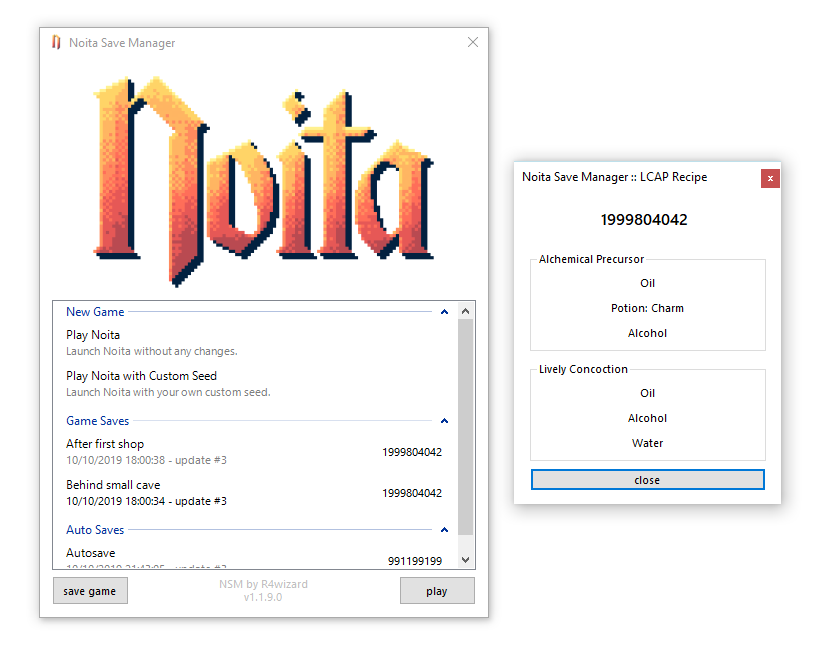 Noita Save Manager
Noita
New Game
Play Noita
Launch Noita without any changes.
Play Noita with Custom Seed
Launch Noita with your own custom seed.
Game Saves
After first shop
1999804042
10/10/2019 18:00:38 - update #3
Behind small cave
1999804042
10/10/2019 18:00:34 - update #3
Auto Saves
Autosave
991199199
save game
NSM by R4wizard
v1.1.9.0
play
Noita Save Manager :: LCAP Recipe
x
1999804042
Alchemical Precursor
Oil
Potion: Charm
Alcohol
Lively Concoction
Oil
Alcohol
Water
close